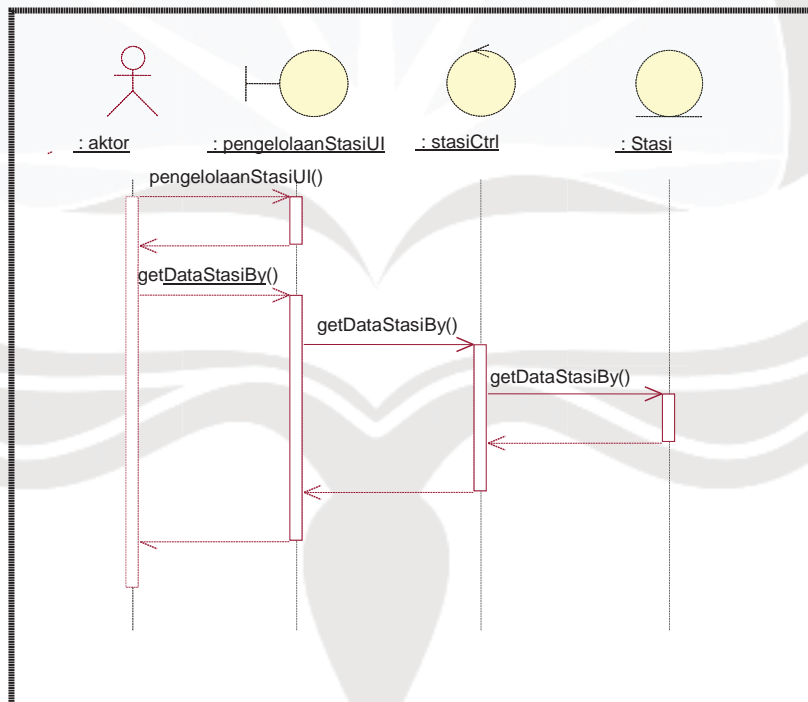 : aktor
: pengelolaanStasiUI
: stasiCtrl
: Stasi
pengelolaanStasiUI()
getDataStasiBy()
getDataStasiBy()
getDataStasiBy()